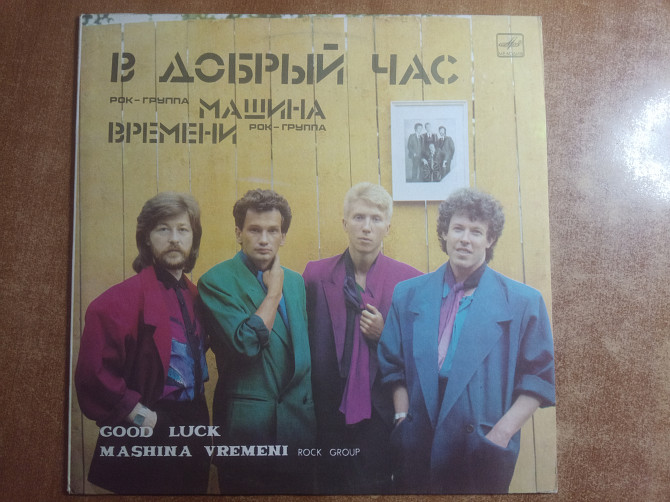 В ДОБРЫЙ ЧАС
РОК-ГРУППА МАШИНА
ВРЕМЕНИ РОК-ГРУППА
GOOD LUCK
MASHINA VREMENI ROCK GROUP